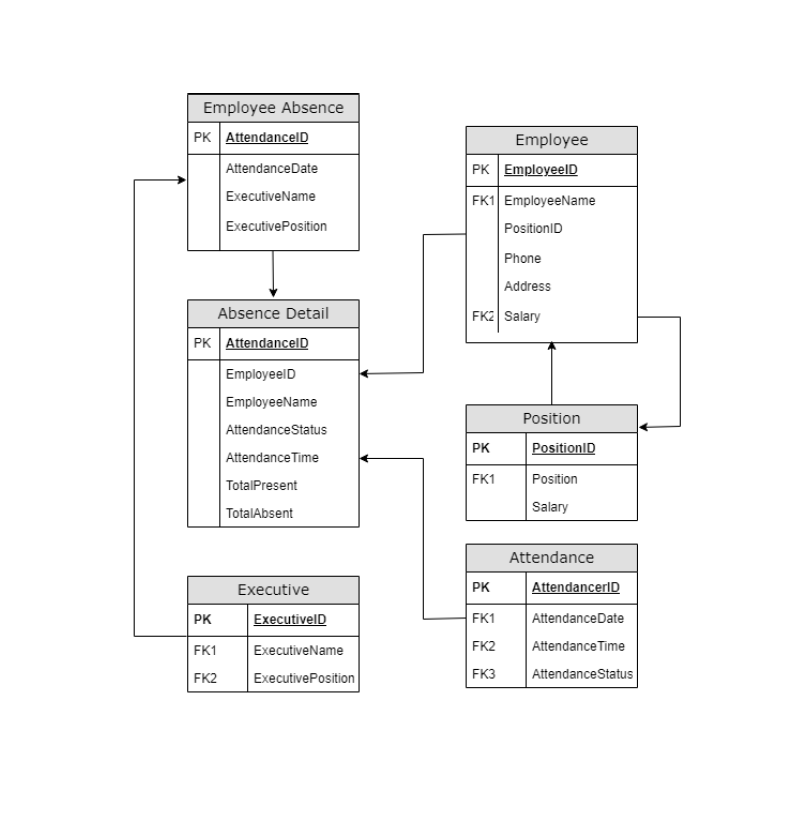 Employee Absence
PK AttendanceID
AttendanceDate
ExecutiveName
ExecutivePosition
Employee
PK EmployeeID
FK1 EmployeeName
PositionID
Phone
Address
FK2 Salary
Absence Detail
PK AttendanceID
EmployeeID
EmployeeName
AttendanceStatus
AttendanceTime
TotalPresent
TotalAbsent
Position
PK PositionID
FK1 Position
Salary
Executive
PK ExecutiveID
FK1 ExecutiveName
FK2 ExecutivePosition
Attendance
PK AttendancerID
FK1 AttendanceDate
FK2 AttendanceTime
FK3 AttendanceStatus